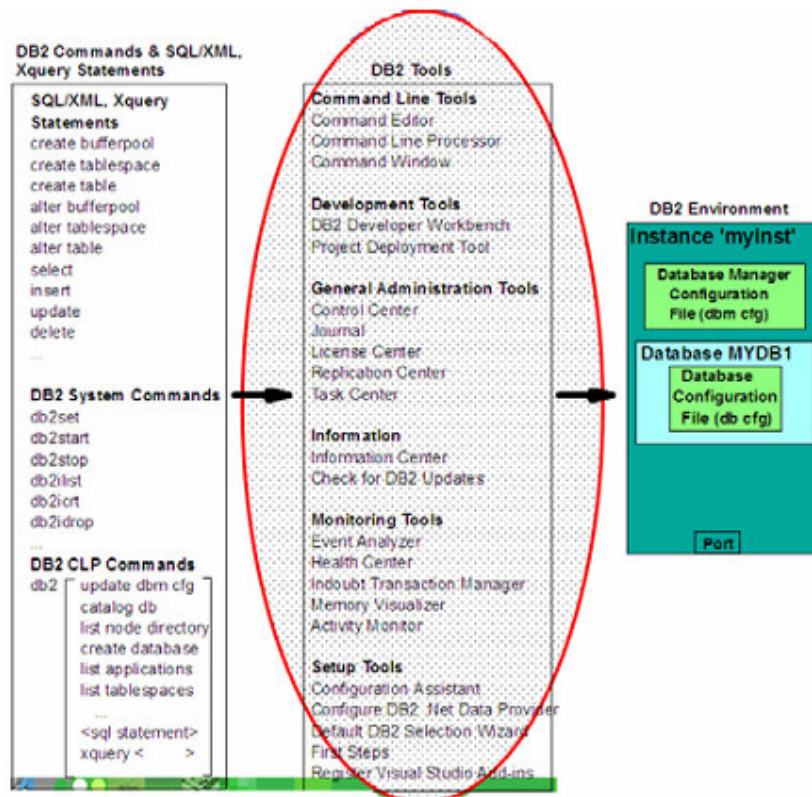 DB2 Commands & SQL/XML,
Xquery Statements
SQL/XML, Xquery
Statements
create bufferpool
create tablespace
create table
alter bufferpool
alter tablespace
alter table
select
insert
update
delete
...
DB2 System Commands
db2set
db2start
db2stop
db2ilist
db2icrt
db2idrop
...
DB2 CLP Commands
db2
update dbm cfg
catalog db
list node directory
create database
list applications
list tablespaces
...
<sql statement>
xquery < >
DB2 Tools
Command Line Tools
Command Editor
Command Line Processor
Command Window
Development Tools
DB2 Developer Workbench
Project Deployment Tool
General Administration Tools
Control Center
Journal
License Center
Replication Center
Task Center
Information
Information Center
Check for DB2 Updates
Monitoring Tools
Event Analyzer
Health Center
Indoubt Transaction Manager
Memory Visualizer
Activity Monitor
Setup Tools
Configuration Assistant
Configure DB2 .Net Data Provider
Default DB2 Selection Wizard
First Steps
Register Visual Studio Add-ins
DB2 Environment
Instance 'myinst'
Database Manager
Configuration
File (dbm cfg)
Database MYDB1
Database
Configuration
File (db cfg)
Port